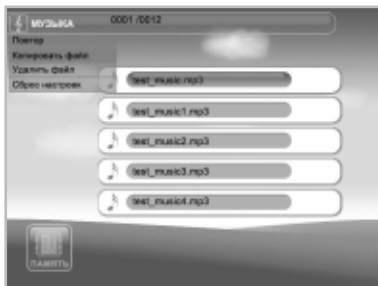 МУЗЫКА 0001 /0012
Повтор
Копировать файл
Удалить файл
Сброс настроек
test_music.mp3
test_music1.mp3
test_music2.mp3
test_music3.mp3
test_music4.mp3
ПАМЯТЬ